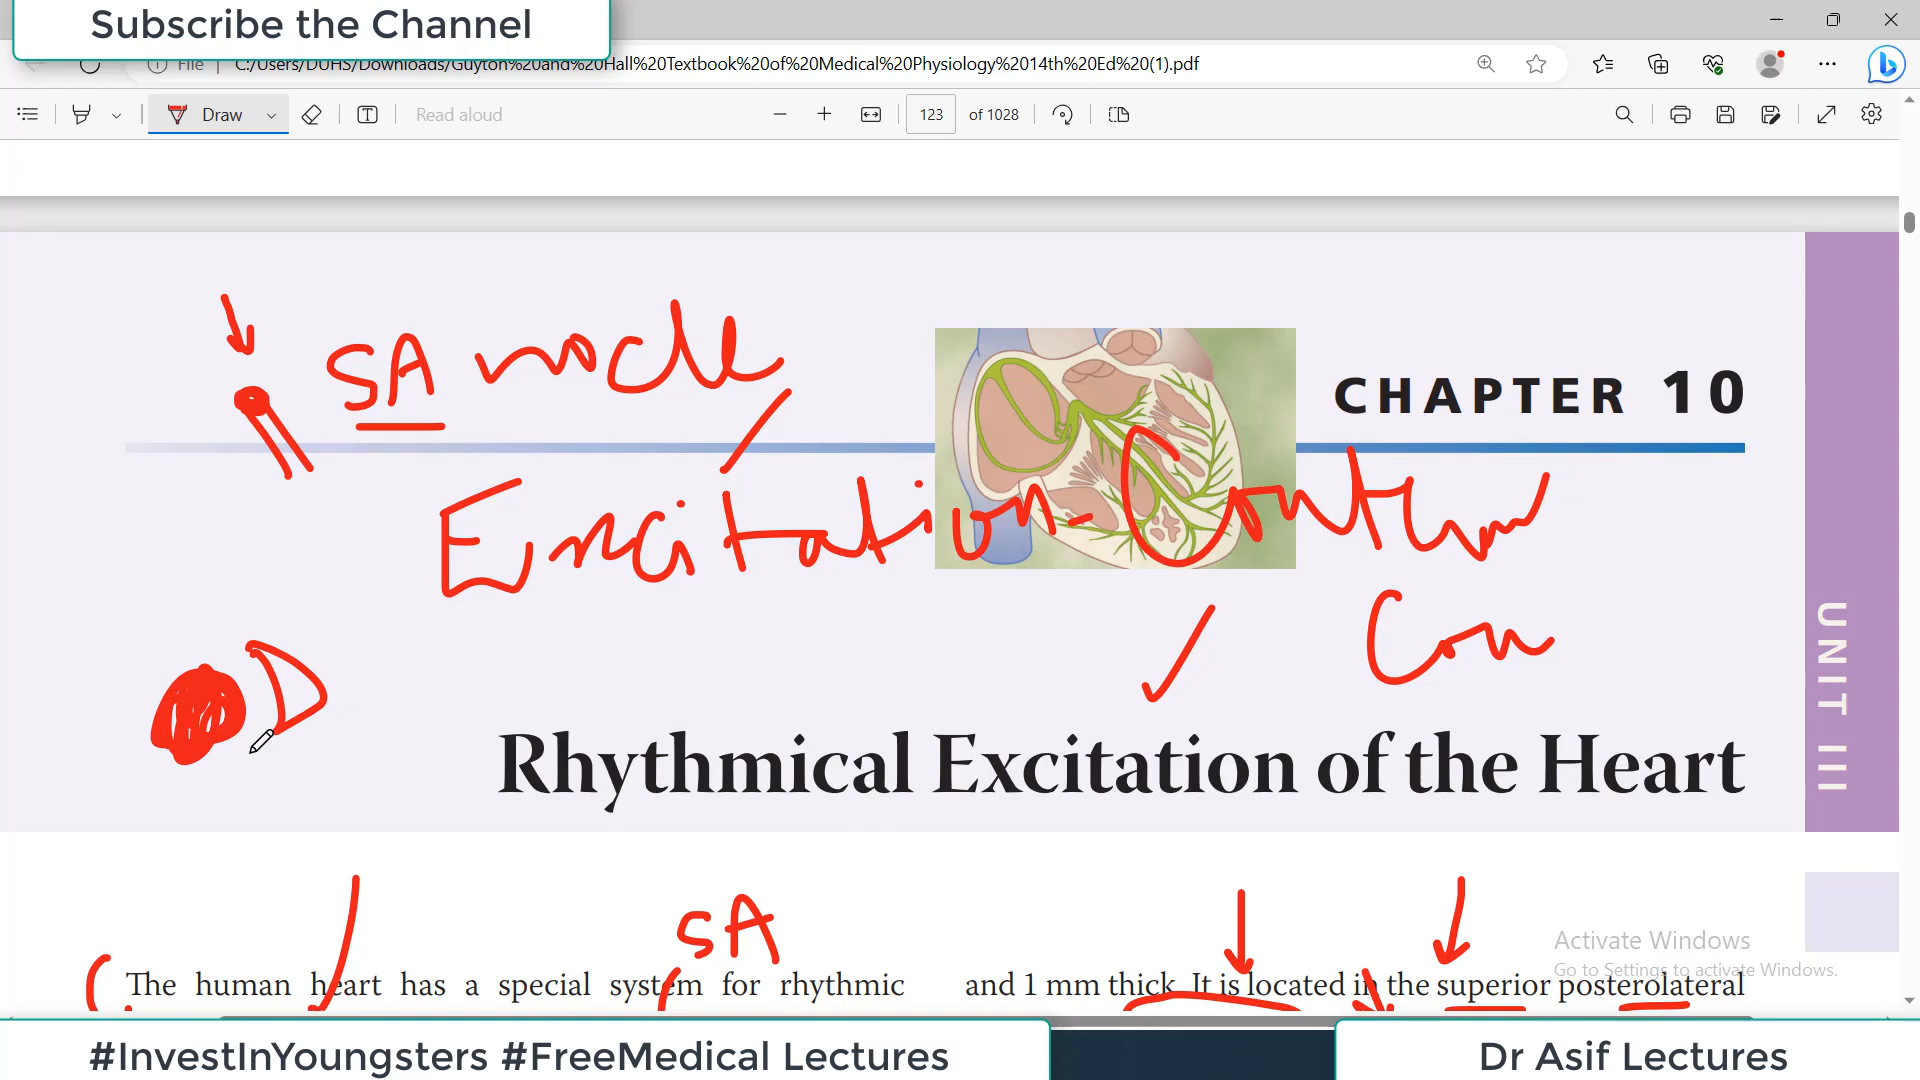 Subscribe the Channel
File | C:/Users/DUHS/Downloads/Guyton%20and%20Hall%20Textbook%20of%20Medical%20Physiology%2014th%20Ed%20(1).pdf
Draw
Read aloud
123 of 1028
SA node
CHAPTER 10
Excitation-
Con
UNIT III
Rhythmical Excitation of the Heart
SA
Activate Windows
Go to Settings to activate Windows.
The human heart has a special system for rhythmic
and 1 mm thick. It is located in the superior posterolateral
#InvestInYoungsters #FreeMedical Lectures
Dr Asif Lectures